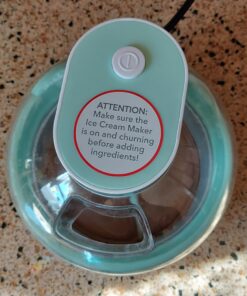 ATTENTION:
Make sure the
Ice Cream Maker
is on and churning
before adding
ingredients!